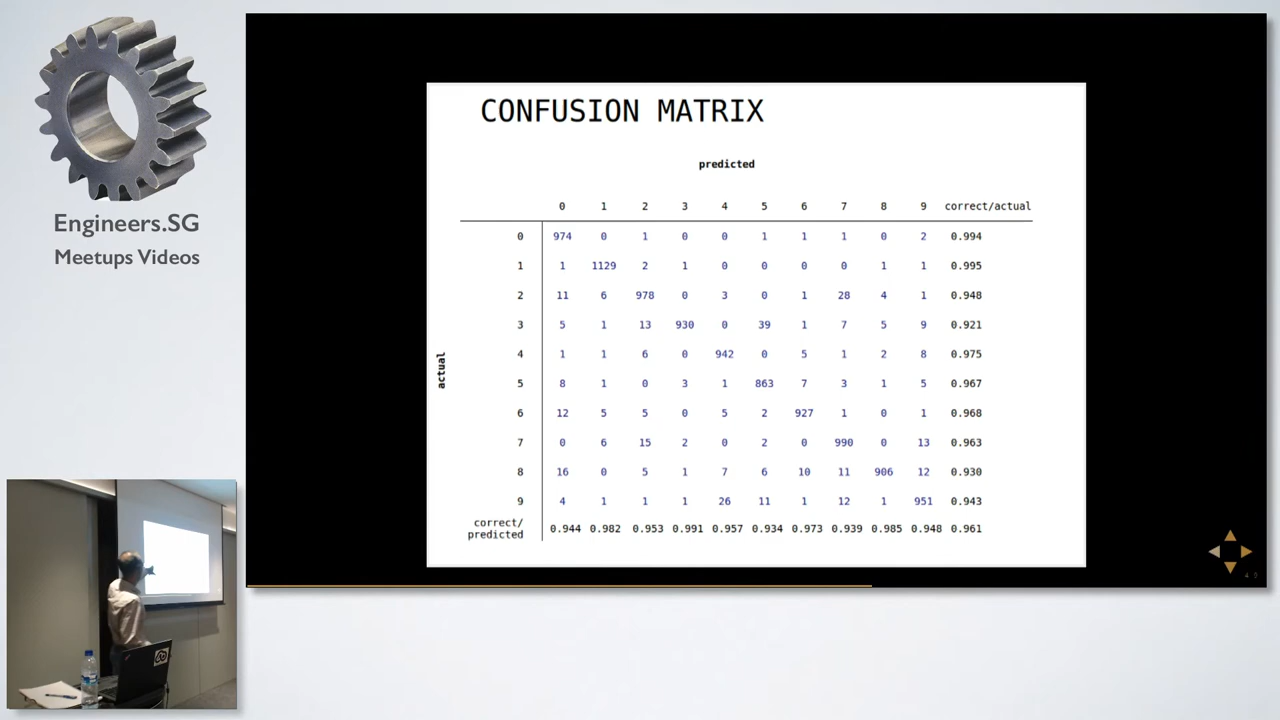 Engineers.SG
Meetups Videos
CONFUSION MATRIX
predicted
0 1 2 3 4 5 6 7 8 9 correct/actual
actual
0 974 0 1 0 0 1 1 1 0 2 0.994
1 1 1129 2 1 0 0 0 0 1 1 0.995
2 11 6 978 0 3 0 1 28 4 1 0.948
3 5 1 13 930 0 39 1 7 5 9 0.921
4 1 1 6 0 942 0 5 1 2 8 0.975
5 8 1 0 3 1 863 7 3 1 5 0.967
6 12 5 5 0 5 2 927 1 0 1 0.968
7 0 6 15 2 0 2 0 990 0 13 0.963
8 16 0 5 1 7 6 10 11 906 12 0.930
9 4 1 1 1 26 11 1 12 1 951 0.943
correct/
predicted 0.944 0.982 0.953 0.991 0.957 0.934 0.973 0.939 0.985 0.948 0.961